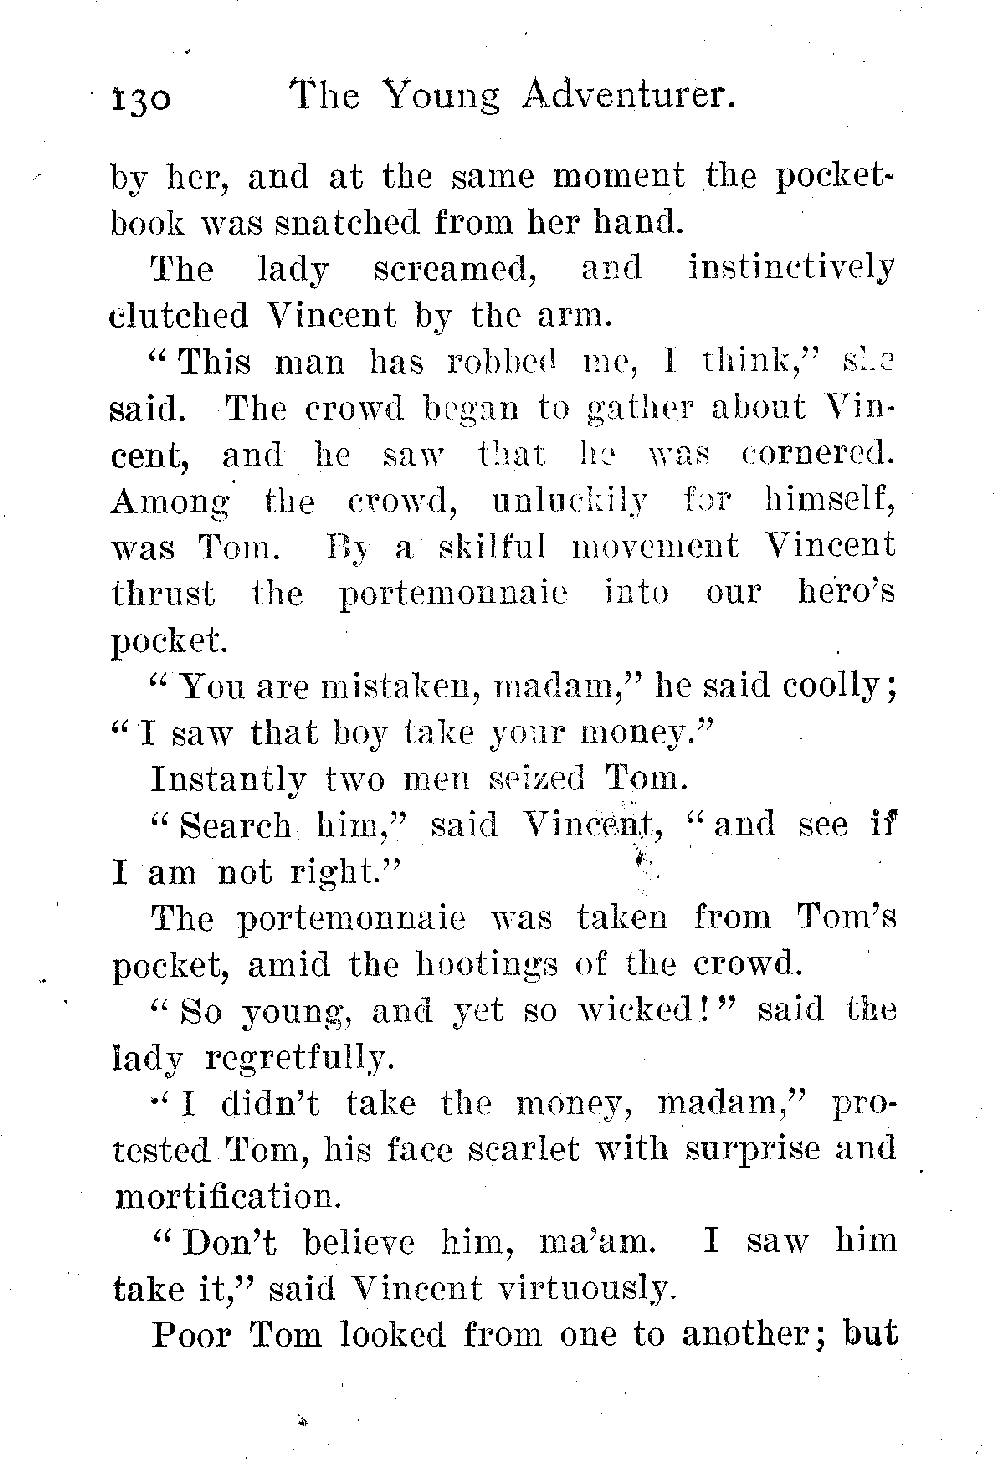 130 The Young Adventurer.
by her, and at the same moment the pocket-
book was snatched from her hand.
The lady screamed, and instinctively
clutched Vincent by the arm.
“This man has robbed me, I think,” she
said. The crowd began to gather about Vin-
cent, and he saw that he was cornered.
Among the crowd, unluckily for himself,
was Tom. By a skilful movement Vincent
thrust the portemonnaie into our hero’s
pocket.
“You are mistaken, madam,” he said coolly;
“I saw that boy take your money.”
Instantly two men seized Tom.
“Search him,” said Vincent, “and see if
I am not right.”
The portemonnaie was taken from Tom’s
pocket, amid the hootings of the crowd.
“So young, and yet so wicked!” said the
lady regretfully.
“I didn’t take the money, madam,” pro-
tested Tom, his face scarlet with surprise and
mortification.
“Don’t believe him, ma’am. I saw him
take it,” said Vincent virtuously.
Poor Tom looked from one to another; but